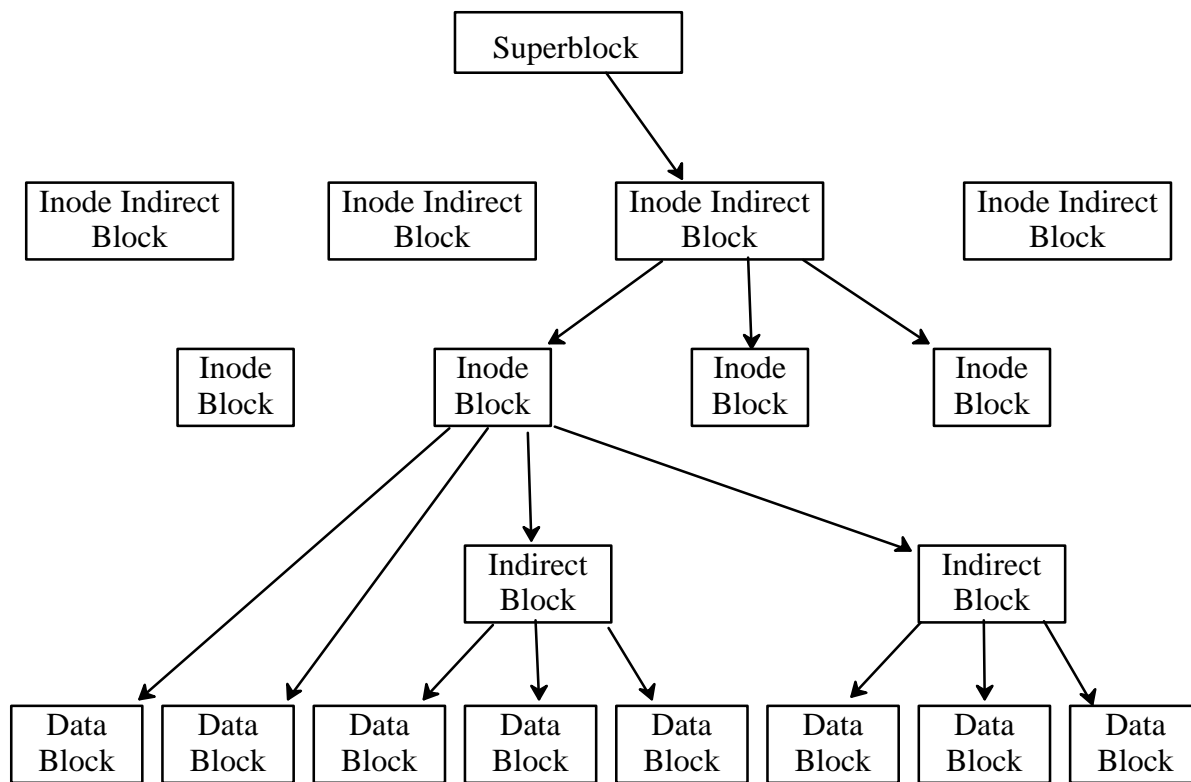 Superblock
Inode Indirect
Block
Inode Indirect
Block
Inode Indirect
Block
Inode Indirect
Block
Inode
Block
Inode
Block
Inode
Block
Inode
Block
Indirect
Block
Indirect
Block
Data
Block
Data
Block
Data
Block
Data
Block
Data
Block
Data
Block
Data
Block
Data
Block